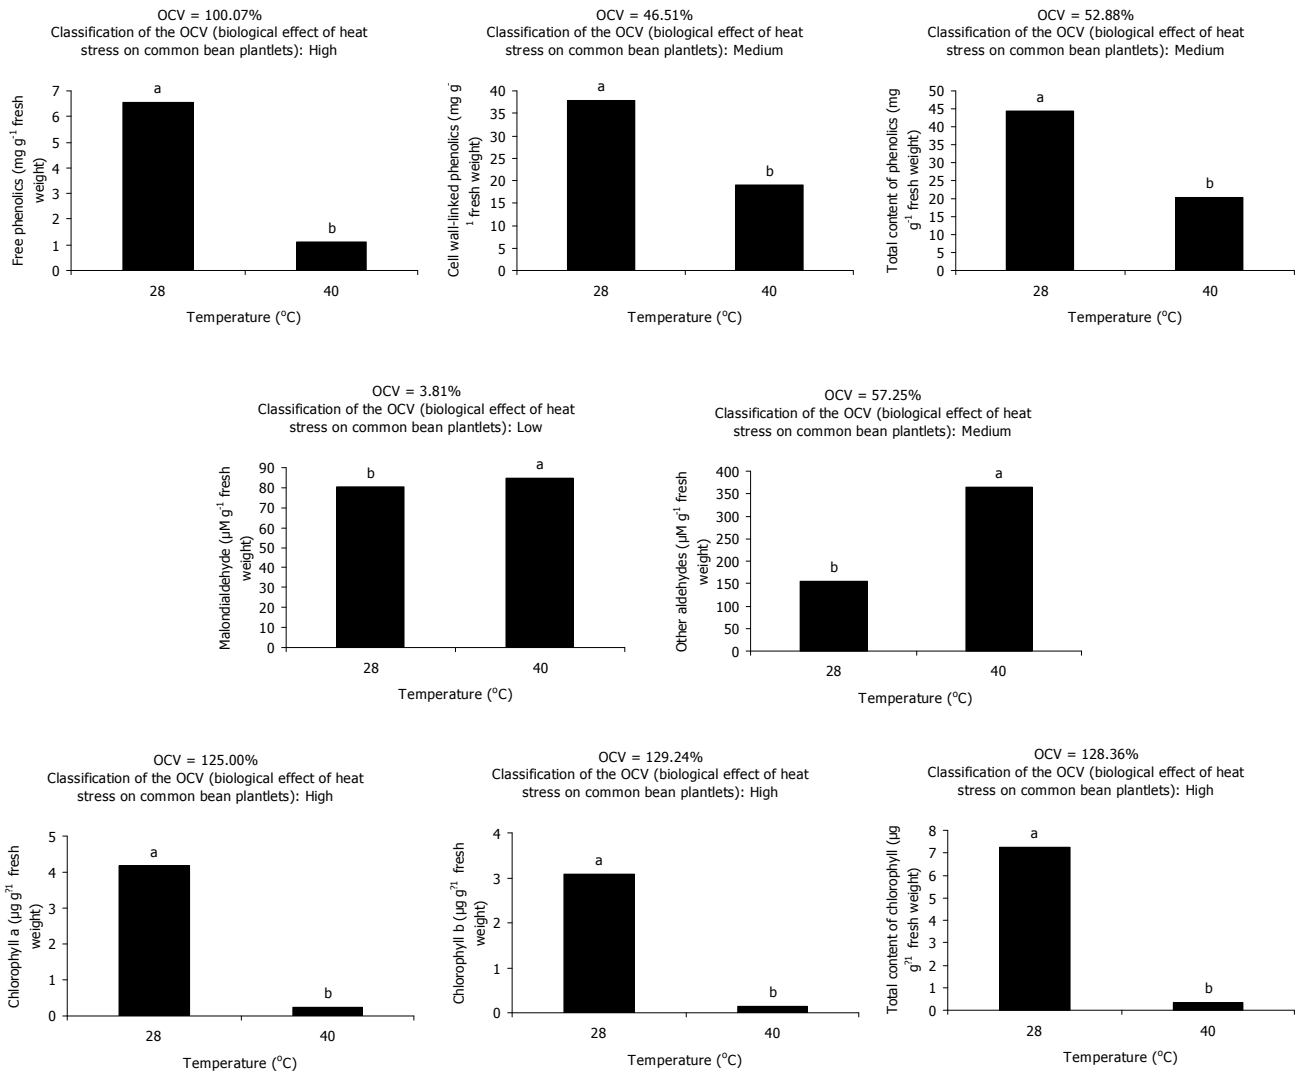 OCV = 100.07%
Classification of the OCV (biological effect of heat
stress on common bean plantlets): High
Free phenolics (mg g⁻¹ fresh
weight)
7
6
5
4
3
2
1
0
a
b
28
40
Temperature (°C)
OCV = 46.51%
Classification of the OCV (biological effect of heat
stress on common bean plantlets): Medium
Cell wall-linked phenolics (mg g⁻
¹ fresh weight)
40
35
30
25
20
15
10
5
0
a
b
28
40
Temperature (°C)
OCV = 52.88%
Classification of the OCV (biological effect of heat
stress on common bean plantlets): Medium
Total content of phenolics (mg
g⁻¹ fresh weight)
50
45
40
35
30
25
20
15
10
5
0
a
b
28
40
Temperature (°C)
OCV = 3.81%
Classification of the OCV (biological effect of heat
stress on common bean plantlets): Low
Malondialdehyde (µM g⁻¹ fresh
weight)
90
80
70
60
50
40
30
20
10
0
b
a
28
40
Temperature (°C)
OCV = 57.25%
Classification of the OCV (biological effect of heat
stress on common bean plantlets): Medium
Other aldehydes (µM g⁻¹ fresh
weight)
400
350
300
250
200
150
100
50
0
b
a
28
40
Temperature (°C)
OCV = 125.00%
Classification of the OCV (biological effect of heat
stress on common bean plantlets): High
Chlorophyll a (µg g?¹ fresh
weight)
5
4
3
2
1
0
a
b
28
40
Temperature (°C)
OCV = 129.24%
Classification of the OCV (biological effect of heat
stress on common bean plantlets): High
Chlorophyll b (µg g?¹ fresh
weight)
4
3
2
1
0
a
b
28
40
Temperature (°C)
OCV = 128.36%
Classification of the OCV (biological effect of heat
stress on common bean plantlets): High
Total content of chlorophyll (µg
g?¹ fresh weight)
8
7
6
5
4
3
2
1
0
a
b
28
40
Temperature (°C)